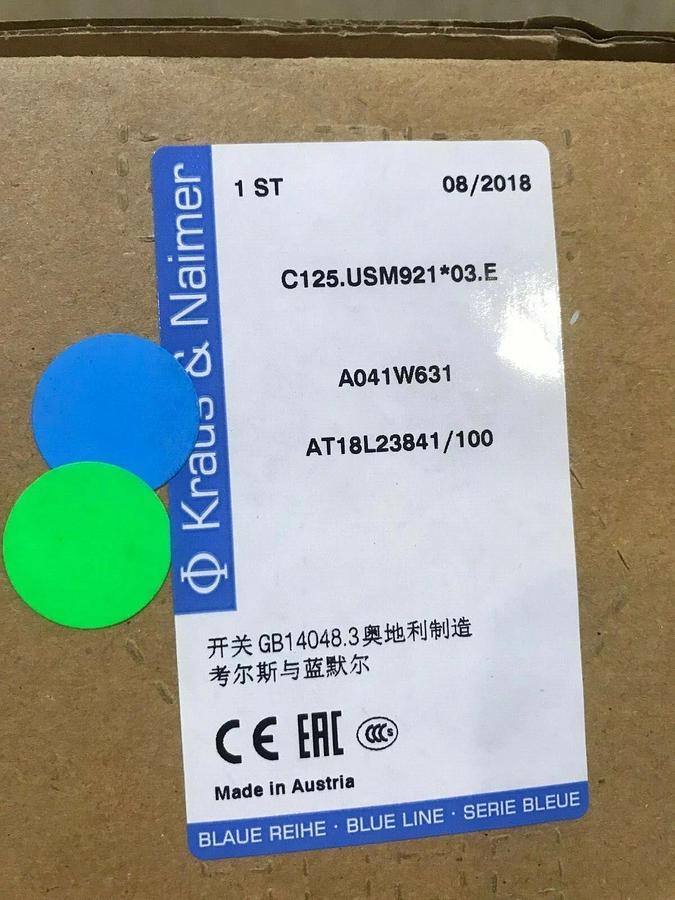 Kraus & Naimer
1 ST 08/2018
C125.USM921*03.E
A041W631
AT18L23841/100
开关 GB14048.3奥地利制造
考尔斯与蓝默尔
CE EAC CCC S
Made in Austria
BLAUE REIHE · BLUE LINE · SERIE BLEUE